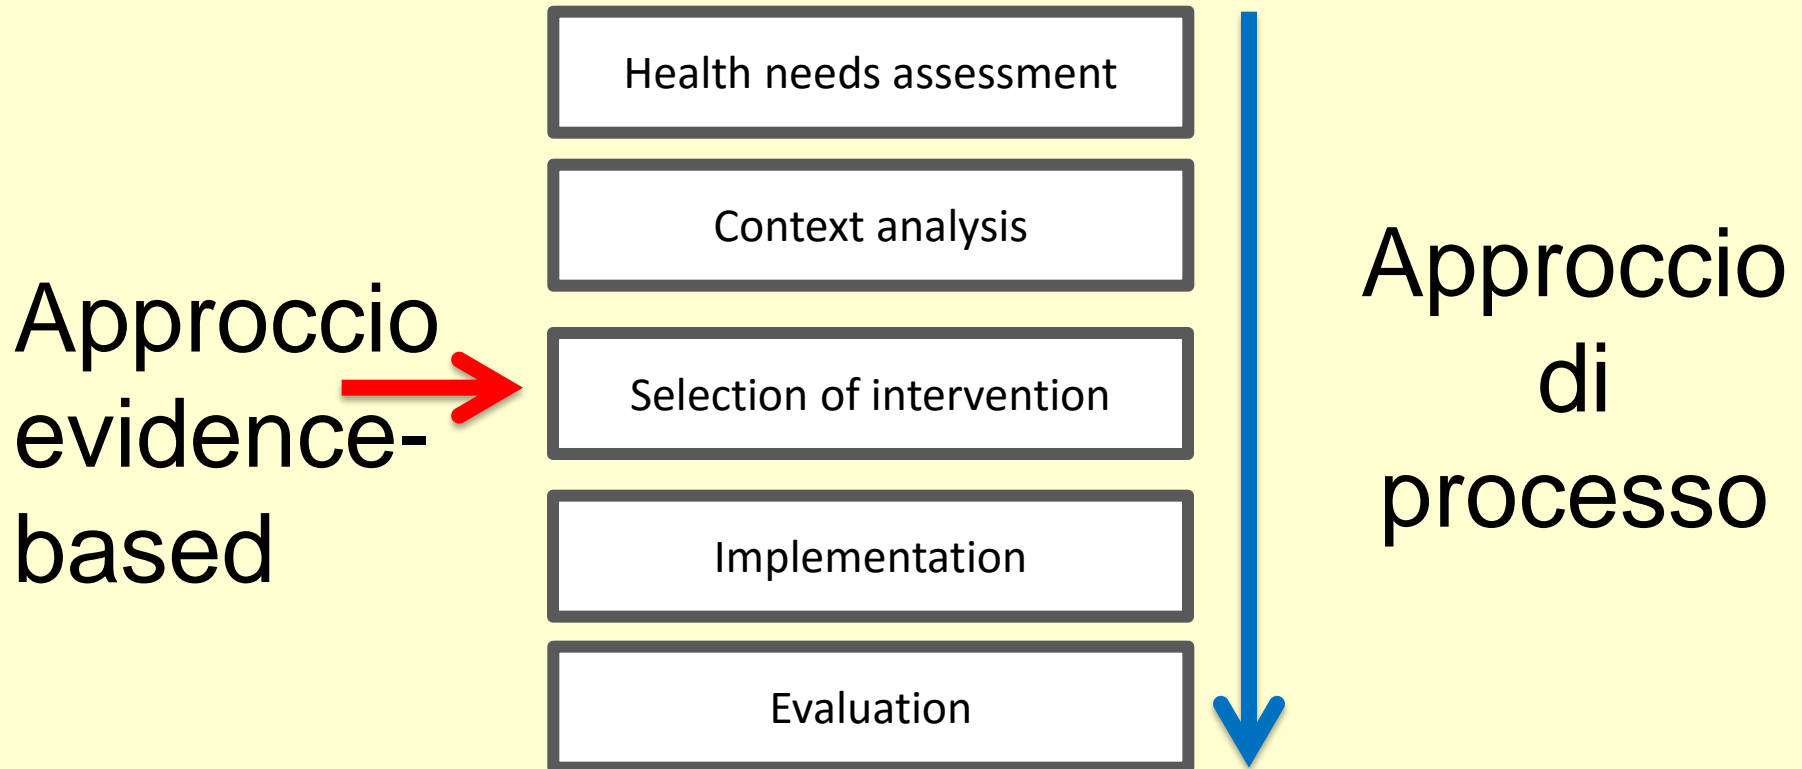 Health needs assessment
Context analysis
Selection of intervention
Implementation
Evaluation
Approccio
evidence-
based
Approccio
di
processo